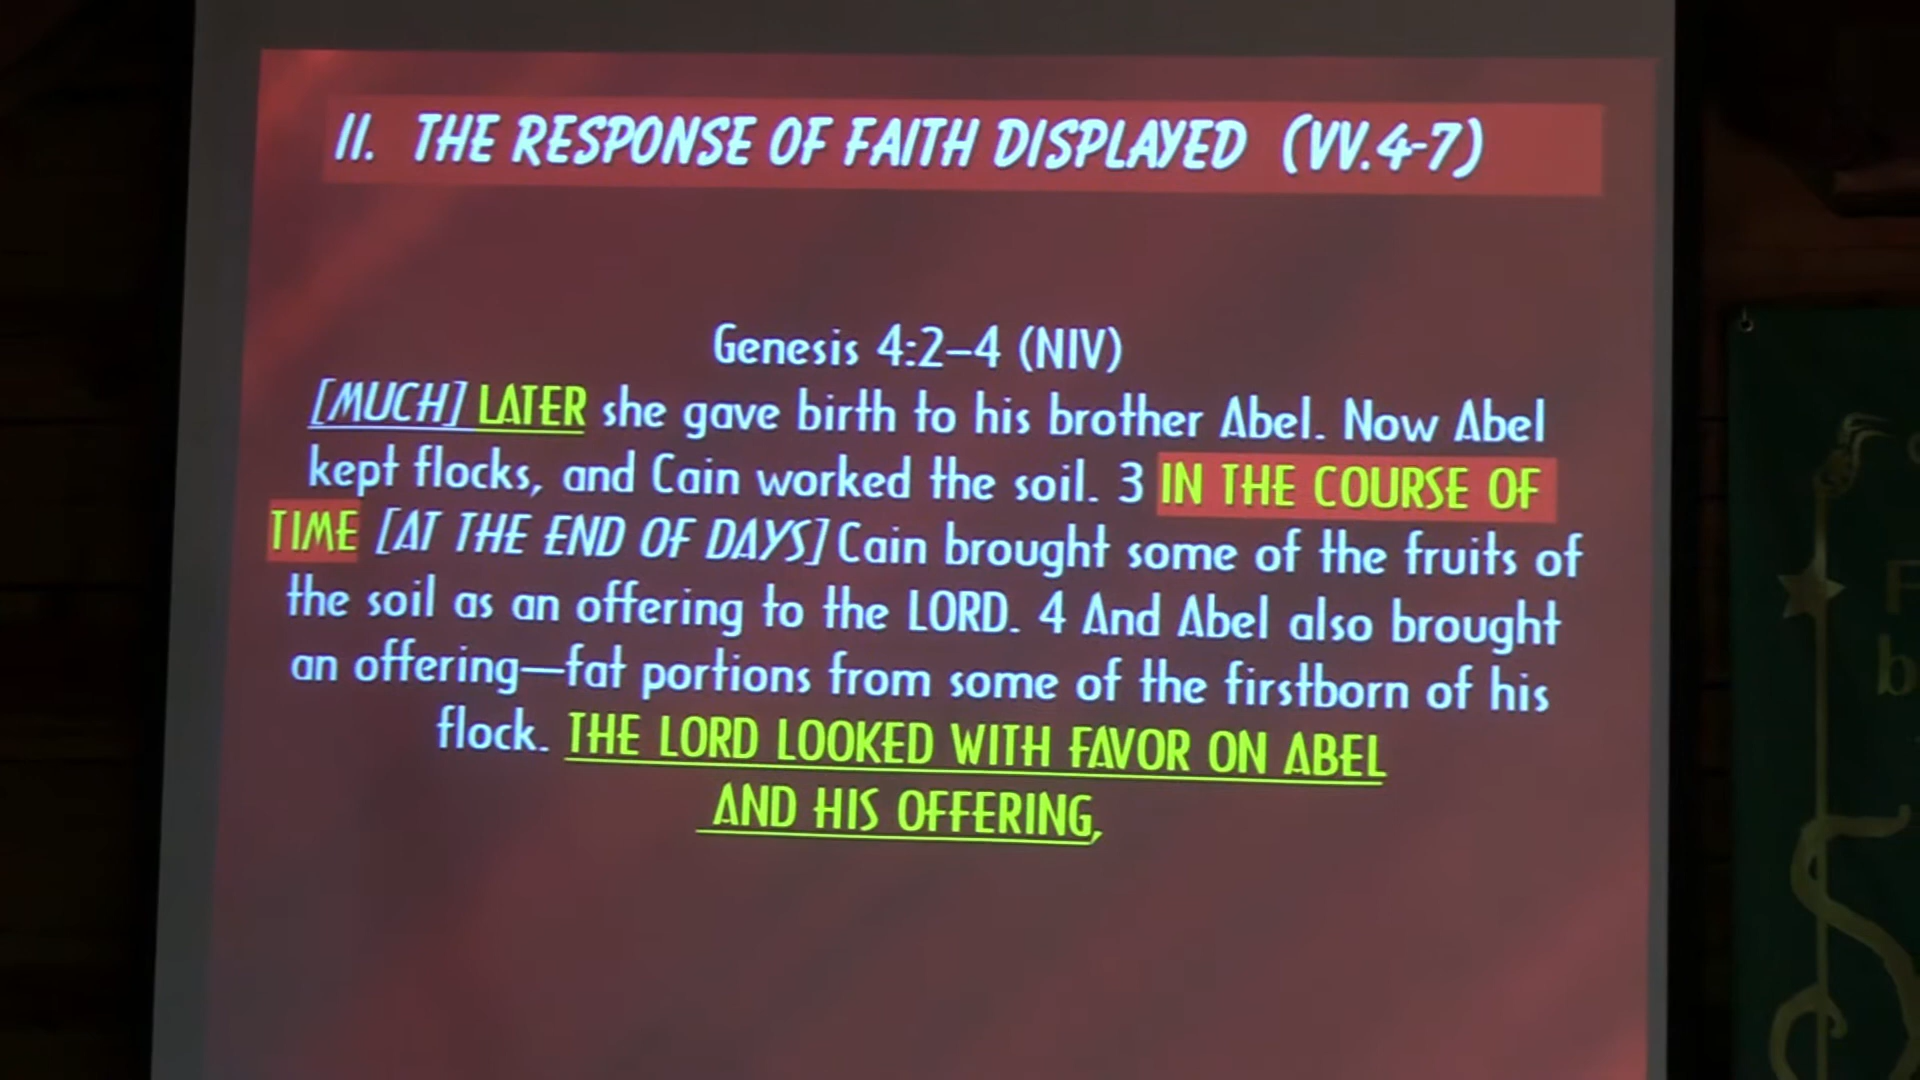 II. THE RESPONSE OF FAITH DISPLAYED (VV.4-7)
Genesis 4:2–4 (NIV)
[MUCH] LATER she gave birth to his brother Abel. Now Abel
kept flocks, and Cain worked the soil. 3 IN THE COURSE OF
TIME [AT THE END OF DAYS] Cain brought some of the fruits of
the soil as an offering to the LORD. 4 And Abel also brought
an offering—fat portions from some of the firstborn of his
flock. THE LORD LOOKED WITH FAVOR ON ABEL
AND HIS OFFERING,